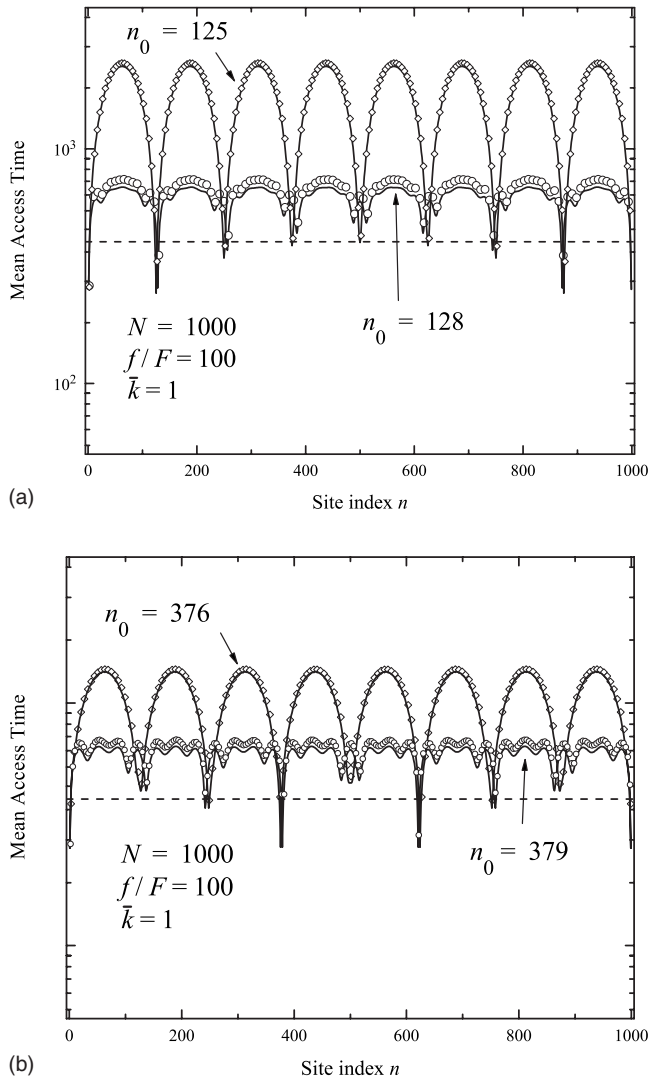 n₀ = 125
10³
Mean Access Time
n₀ = 128
N = 1000
f / F = 100
k̄ = 1
10²
0 200 400 600 800 1000
(a)
Site index n
n₀ = 376
Mean Access Time
N = 1000
f / F = 100
k̄ = 1
n₀ = 379
0 200 400 600 800 1000
(b)
Site index n